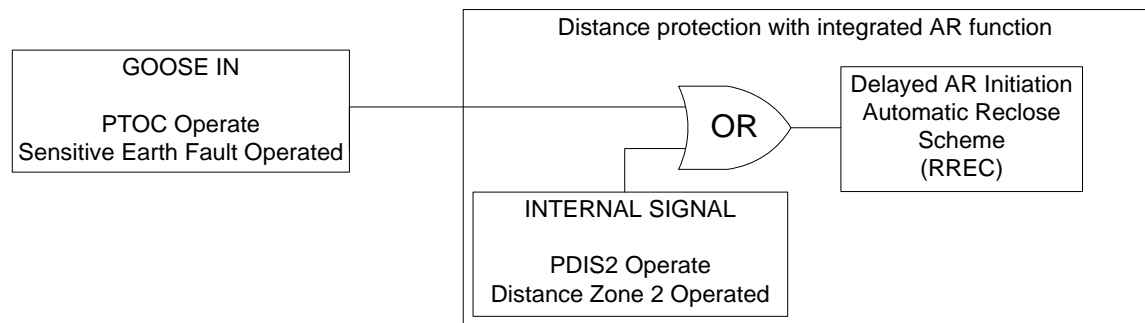 Distance protection with integrated AR function
GOOSE IN
PTOC Operate
Sensitive Earth Fault Operated
OR
Delayed AR Initiation
Automatic Reclose
Scheme
(RREC)
INTERNAL SIGNAL
PDIS2 Operate
Distance Zone 2 Operated